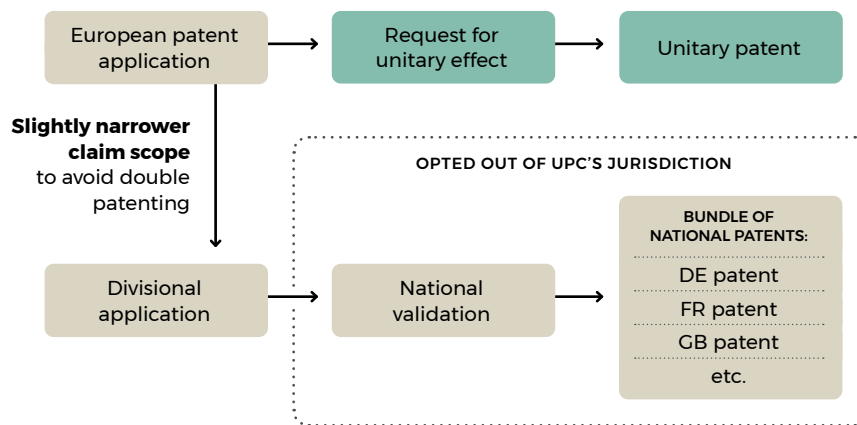 European patent
application
Request for
unitary effect
Unitary patent
Slightly narrower
claim scope
to avoid double
patenting
OPTED OUT OF UPC'S JURISDICTION
Divisional
application
National
validation
BUNDLE OF
NATIONAL PATENTS:
DE patent
FR patent
GB patent
etc.